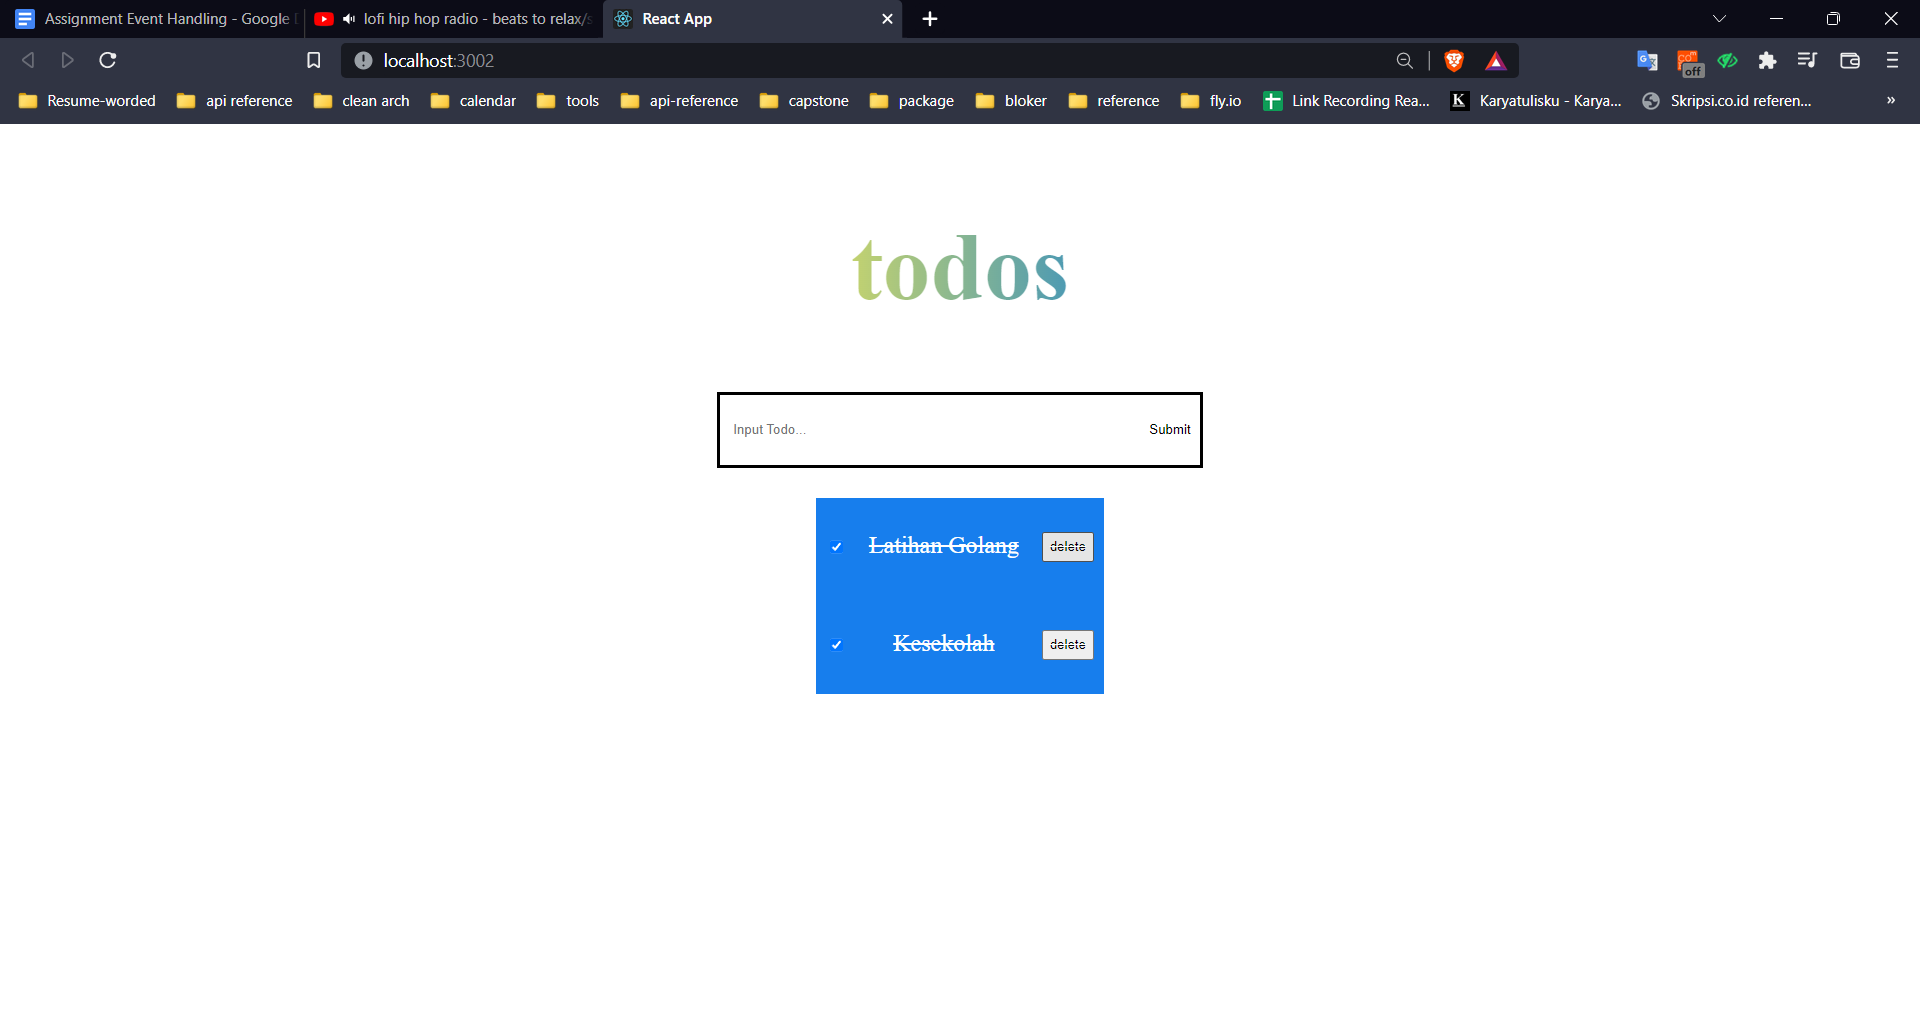 Assignment Event Handling - Google
lofi hip hop radio - beats to relax/s
React App
localhost:3002
off
Resume-worded
api reference
clean arch
calendar
tools
api-reference
capstone
package
bloker
reference
fly.io
Link Recording Rea...
K
Karyatulisku - Karya...
Skripsi.co.id referen...
»
todos
Input Todo...
Submit
Latihan Golang
delete
Kesekolah
delete